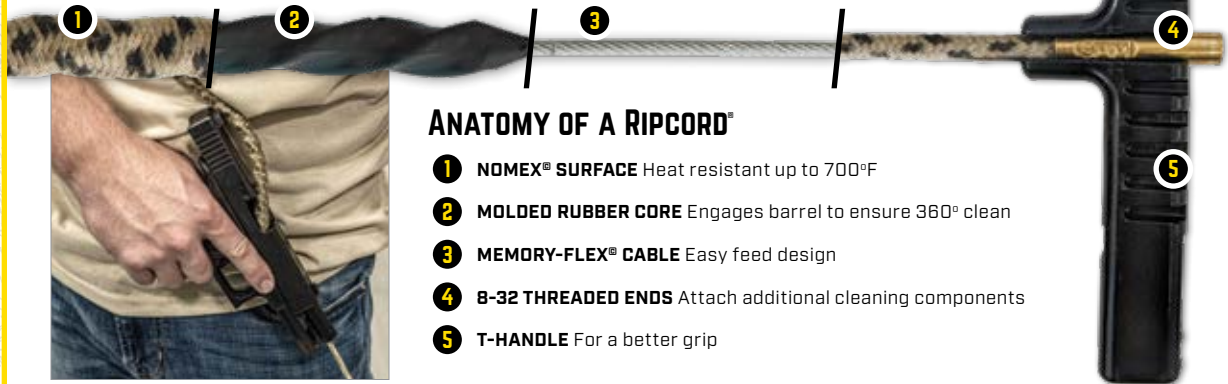 1 2 3 4
ANATOMY OF A RIPCORD®
1 NOMEX® SURFACE Heat resistant up to 700°F
2 MOLDED RUBBER CORE Engages barrel to ensure 360° clean
3 MEMORY-FLEX® CABLE Easy feed design
4 8-32 THREADED ENDS Attach additional cleaning components
5 T-HANDLE For a better grip
5